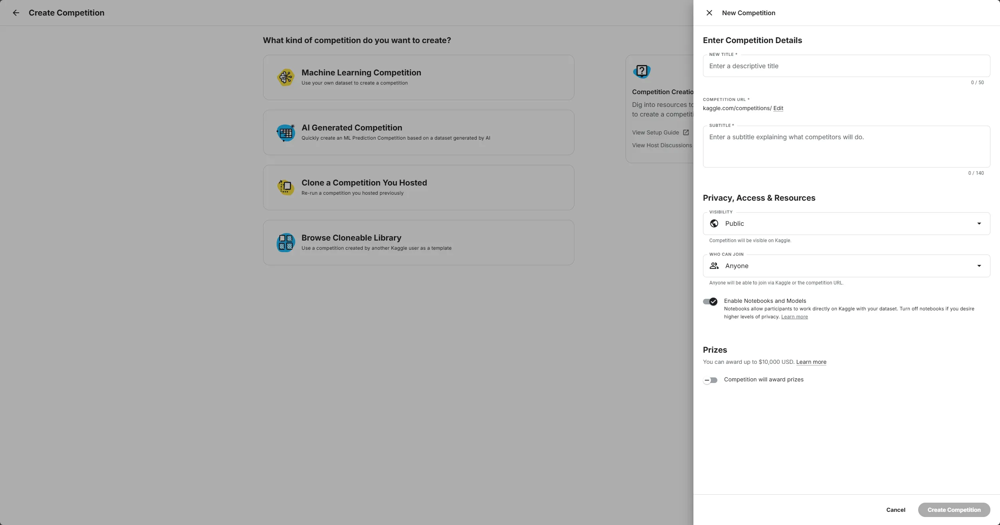 Create Competition
What kind of competition do you want to create?
Machine Learning Competition
Use your own dataset to create a competition
AI Generated Competition
Quickly create an ML Prediction Competition based on a dataset generated by AI
Clone a Competition You Hosted
Re-run a competition you hosted previously
Browse Cloneable Library
Use a competition created by another Kaggle user as a template
?
Competition Creatio
Dig into resources to
to create a competiti
View Setup Guide
View Host Discussions
New Competition
Enter Competition Details
NEW TITLE *
Enter a descriptive title
0 / 50
COMPETITION URL *
kaggle.com/competitions/ Edit
SUBTITLE *
Enter a subtitle explaining what competitors will do.
0 / 140
Privacy, Access & Resources
VISIBILITY
Public
Competition will be visible on Kaggle.
WHO CAN JOIN
Anyone
Anyone will be able to join via Kaggle or the competition URL.
Enable Notebooks and Models
Notebooks allow participants to work directly on Kaggle with your dataset. Turn off notebooks if you desire
higher levels of privacy. Learn more
Prizes
You can award up to $10,000 USD. Learn more
Competition will award prizes
Cancel
Create Competition